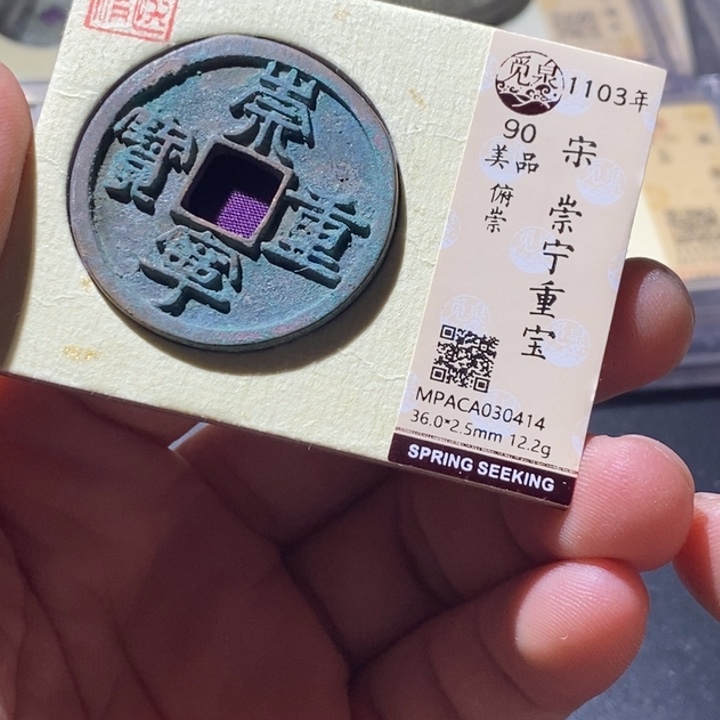 崇
重
寧
寳
觅泉
1103年
90
美品
俯崇
宋
崇宁重宝
MPACA030414
36.0*2.5mm 12.2g
SPRING SEEKING